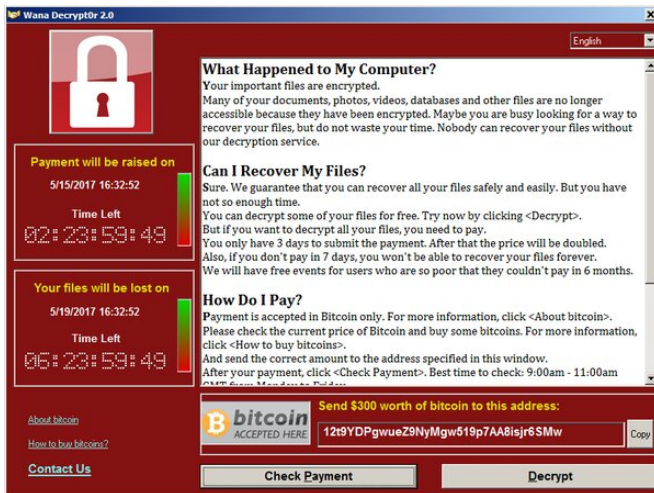 Wana Decrypt0r 2.0
English
Payment will be raised on
5/15/2017 16:32:52
Time Left
02:23:59:49
Your files will be lost on
5/19/2017 16:32:52
Time Left
06:23:59:49
About bitcoin
How to buy bitcoins?
Contact Us
What Happened to My Computer?
Your important files are encrypted.
Many of your documents, photos, videos, databases and other files are no longer
accessible because they have been encrypted. Maybe you are busy looking for a way to
recover your files, but do not waste your time. Nobody can recover your files without
our decryption service.
Can I Recover My Files?
Sure. We guarantee that you can recover all your files safely and easily. But you have
not so enough time.
You can decrypt some of your files for free. Try now by clicking <Decrypt>.
But if you want to decrypt all your files, you need to pay.
You only have 3 days to submit the payment. After that the price will be doubled.
Also, if you don't pay in 7 days, you won't be able to recover your files forever.
We will have free events for users who are so poor that they couldn't pay in 6 months.
How Do I Pay?
Payment is accepted in Bitcoin only. For more information, click <About bitcoin>.
Please check the current price of Bitcoin and buy some bitcoins. For more information,
click <How to buy bitcoins>.
And send the correct amount to the address specified in this window.
After your payment, click <Check Payment>. Best time to check: 9:00am - 11:00am
GMT from Monday to Friday.
bitcoin
ACCEPTED HERE
Send $300 worth of bitcoin to this address:
12t9YDPgwueZ9NyMgw519p7AA8isjr6SMw
Copy
Check Payment
Decrypt